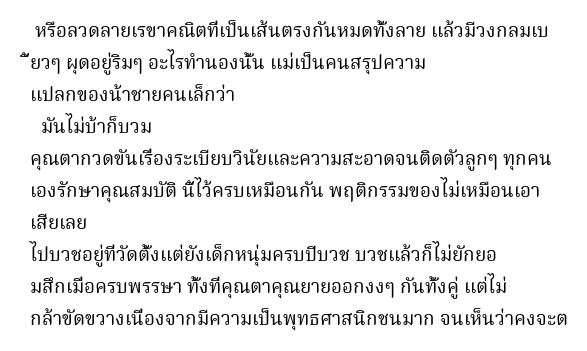 หรือลวดลายเรขาคณิตที่เป็นเส้นตรงกันหมดทั้งลาย แล้วมีวงกลมเบ
ี้ยวๆ ผุดอยู่ริมๆ อะไรทำนองนั้น แม่เป็นคนสรุปความ
แปลกของน้าชายคนเล็กว่า
มันไม่บ้าก็บวม
คุณตากวดขันเรื่องระเบียบวินัยและความสะอาดจนติดตัวลูกๆ ทุกคน
เองรักษาคุณสมบัติ นี้ไว้ครบเหมือนกัน พฤติกรรมของไม่เหมือนเอา
เสียเลย
ไปบวชอยู่ที่วัดตั้งแต่ยังเด็กหนุ่มครบปีบวช บวชแล้วก็ไม่ยักยอ
มสึกเมื่อครบพรรษา ทั้งที่คุณตาคุณยายออกงงๆ กันทั้งคู่ แต่ไม่
กล้าขัดขวางเนื่องจากมีความเป็นพุทธศาสนิกชนมาก จนเห็นว่าคงจะต